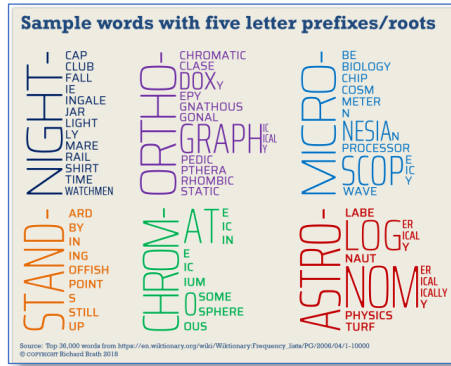 Sample words with five letter prefixes/roots
NIGHT-
CAP
CLUB
FALL
IE
INGALE
JAR
LIGHT
LY
MARE
RAIL
SHIRT
TIME
WATCHMEN
ORTHO-
CHROMATIC
CLASE
DOXY
EPY
GNATHOUS
GONAL
GRAPH
IC
ICAL
Y
PEDIC
PTHERA
RHOMBIC
STATIC
MICRO-
BE
BIOLOGY
CHIP
COSM
METER
N
NESIAN
PROCESSOR
SCOP
E
IC
Y
WAVE
STAND-
ARD
BY
IN
ING
OFFISH
POINT
S
STILL
UP
CHROM-
AT
E
IC
IN
E
IC
IUM
O
SOME
SPHERE
OUS
ASTRO-
LABE
LOG
ER
ICAL
Y
NAUT
NOM
ER
ICAL
ICALLY
Y
PHYSICS
TURF
Source: Top 36,000 words from https://en.wiktionary.org/wiki/Wiktionary:Frequency_lists/PG/2006/04/1-10000
© COPYRIGHT Richard Brath 2018